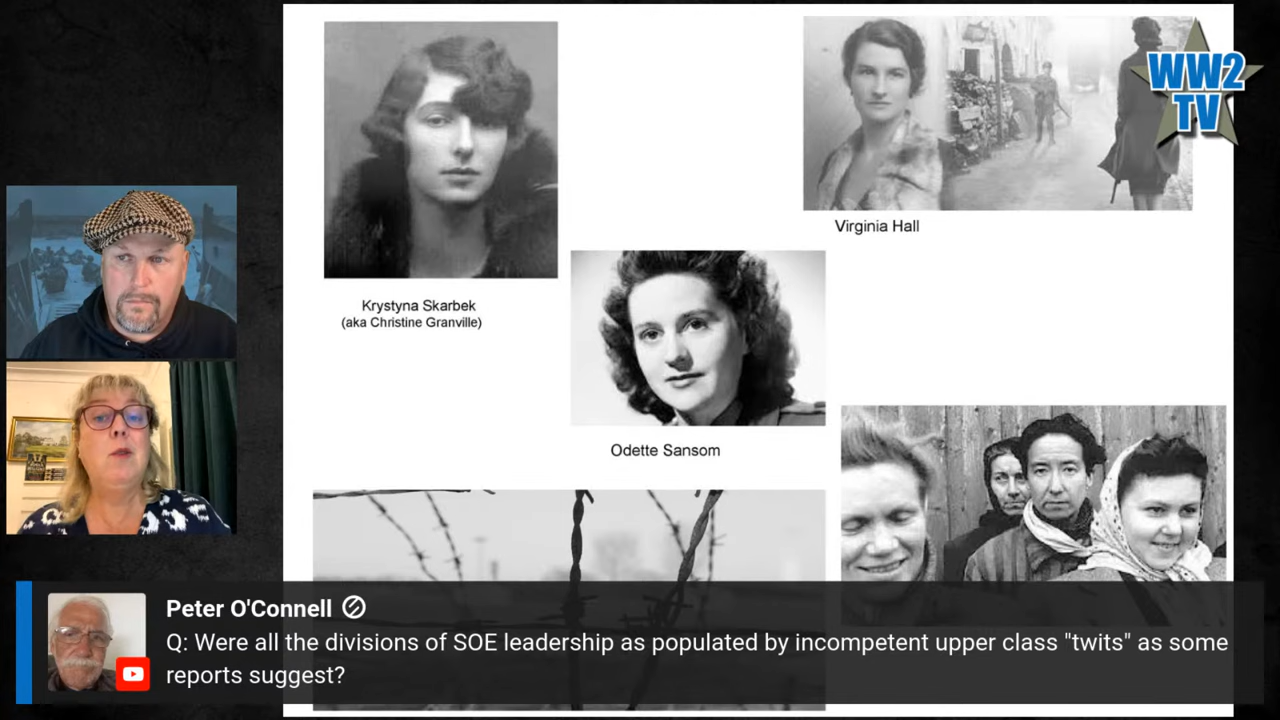 WW2
TV
Virginia Hall
Krystyna Skarbek
(aka Christine Granville)
Odette Sansom
Peter O'Connell
Q: Were all the divisions of SOE leadership as populated by incompetent upper class "twits" as some
reports suggest?